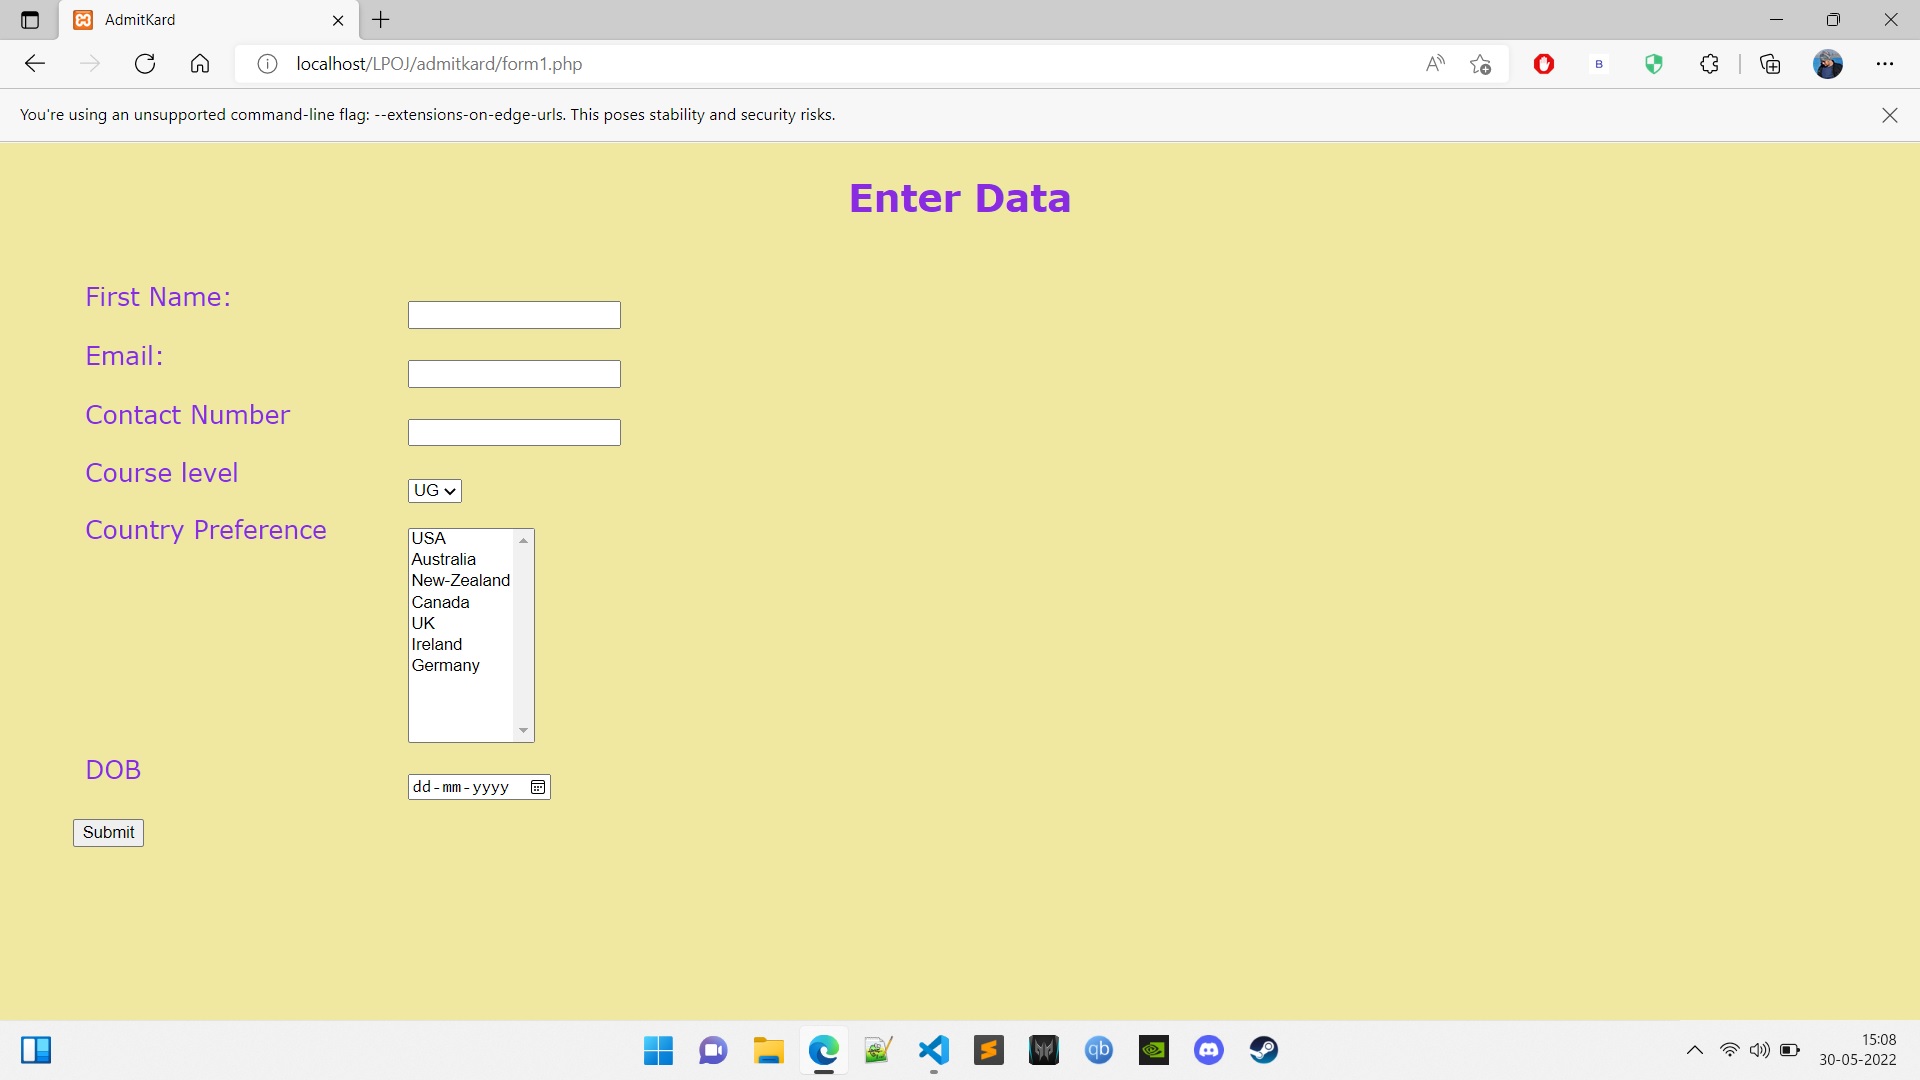 AdmitKard
localhost/LPOJ/admitkard/form1.php
You're using an unsupported command-line flag: --extensions-on-edge-urls. This poses stability and security risks.
Enter Data
First Name:
Email:
Contact Number
Course level
UG
Country Preference
USA
Australia
New-Zealand
Canada
UK
Ireland
Germany
DOB
dd-mm-yyyy
Submit
qb
15:08
30-05-2022